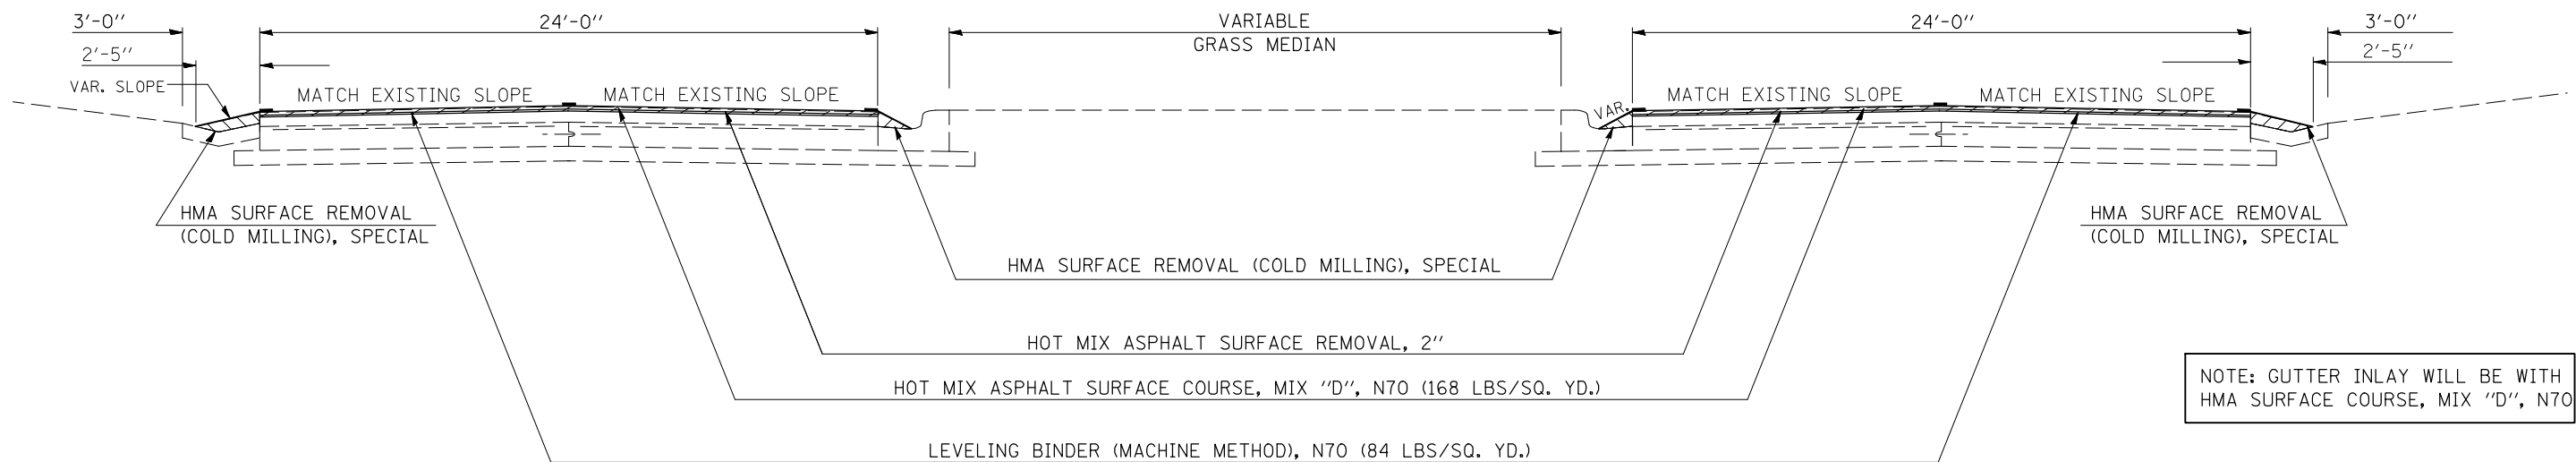 3'-0" 24'-0" VARIABLE 24'-0" 3'-0"
GRASS MEDIAN
2'-5" 2'-5"
VAR. SLOPE
MATCH EXISTING SLOPE MATCH EXISTING SLOPE VAR. MATCH EXISTING SLOPE MATCH EXISTING SLOPE
HMA SURFACE REMOVAL
(COLD MILLING), SPECIAL
HMA SURFACE REMOVAL
(COLD MILLING), SPECIAL
HMA SURFACE REMOVAL (COLD MILLING), SPECIAL
HOT MIX ASPHALT SURFACE REMOVAL, 2"
HOT MIX ASPHALT SURFACE COURSE, MIX "D", N70 (168 LBS/SQ. YD.)
LEVELING BINDER (MACHINE METHOD), N70 (84 LBS/SQ. YD.)
NOTE: GUTTER INLAY WILL BE WITH
HMA SURFACE COURSE, MIX "D", N70